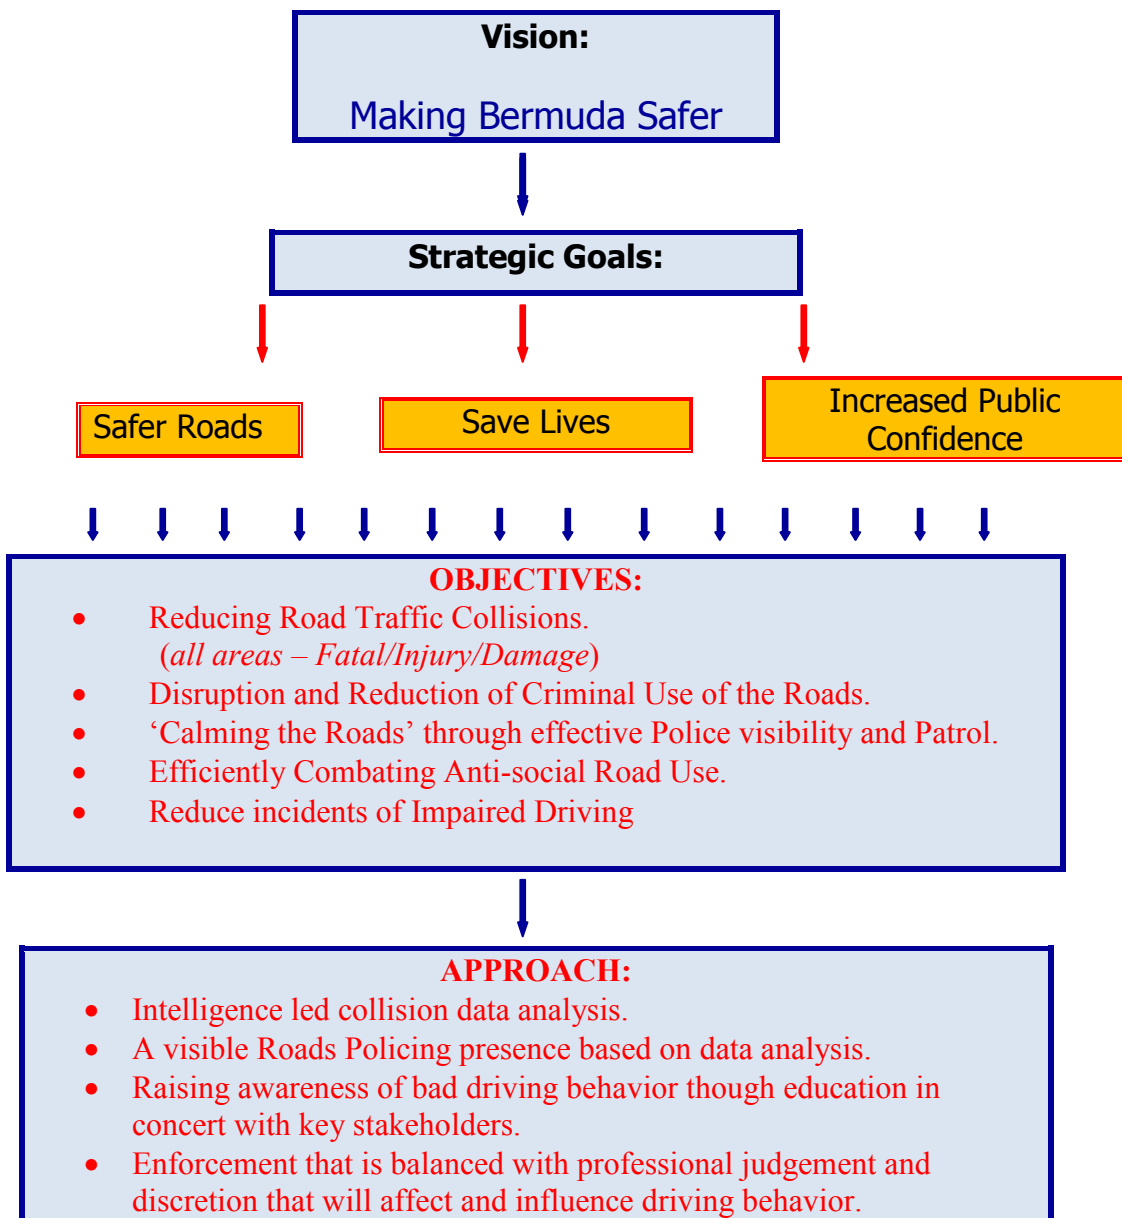 Vision:
Making Bermuda Safer
Strategic Goals:
Safer Roads
Save Lives
Increased Public
Confidence
OBJECTIVES:
• Reducing Road Traffic Collisions.
(all areas – Fatal/Injury/Damage)
• Disruption and Reduction of Criminal Use of the Roads.
• ‘Calming the Roads’ through effective Police visibility and Patrol.
• Efficiently Combating Anti-social Road Use.
• Reduce incidents of Impaired Driving
APPROACH:
• Intelligence led collision data analysis.
• A visible Roads Policing presence based on data analysis.
• Raising awareness of bad driving behavior though education in
concert with key stakeholders.
• Enforcement that is balanced with professional judgement and
discretion that will affect and influence driving behavior.